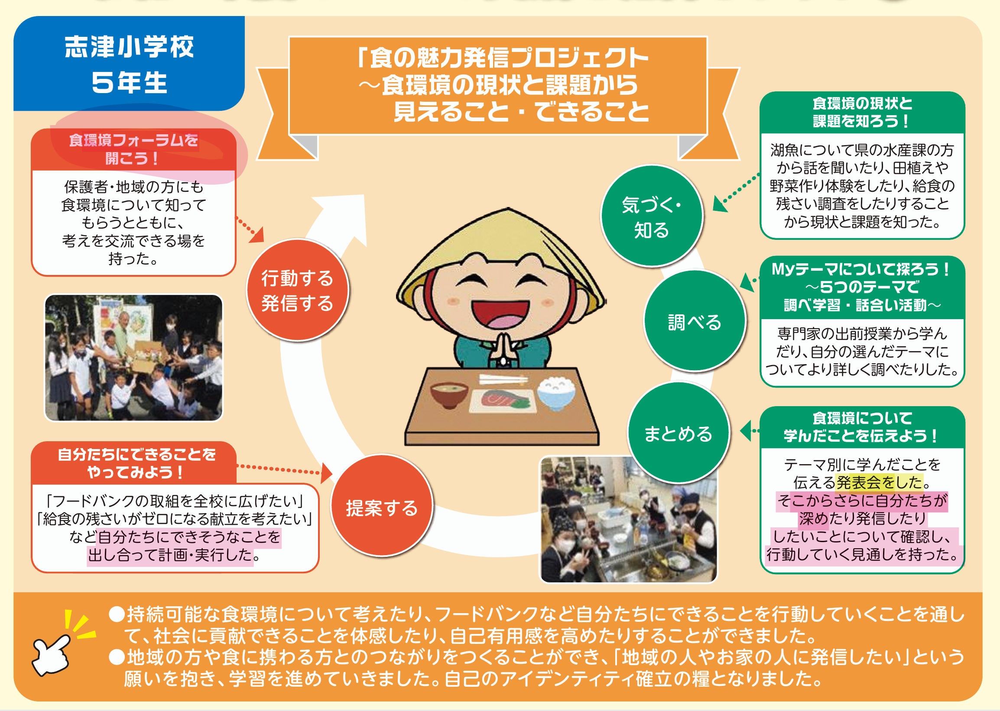 志津小学校
5年生
「食の魅力発信プロジェクト
～食環境の現状と課題から
見えること・できること
食環境の現状と
課題を知ろう！
湖魚について県の水産課の方
から話を聞いたり、田植えや
野菜作り体験をしたり、給食の
残さい調査をしたりすること
から現状と課題を知った。
気づく・
知る
Myテーマについて探ろう！
～5つのテーマで
調べ学習・話合い活動～
専門家の出前授業から学ん
だり、自分の選んだテーマに
ついてより詳しく調べたりした。
調べる
食環境について
学んだことを伝えよう！
テーマ別に学んだことを
伝える発表会をした。
そこからさらに自分たちが
深めたり発信したり
したいことについて確認し、
行動していく見通しを持った。
まとめる
自分たちにできることを
やってみよう！
「フードバンクの取組を全校に広げたい」
「給食の残さいがゼロになる献立を考えたい」
など自分たちにできそうなことを
出し合って計画・実行した。
提案する
食環境フォーラムを
開こう！
保護者・地域の方にも
食環境について知って
もらうとともに、
考えを交流できる場を
持った。
行動する
発信する
●持続可能な食環境について考えたり、フードバンクなど自分たちにできることを行動していくことを通し
て、社会に貢献できることを体感したり、自己有用感を高めたりすることができました。
●地域の方や食に携わる方とのつながりをつくることができ、「地域の人やお家の人に発信したい」という
願いを抱き、学習を進めていきました。自己のアイデンティティ確立の糧となりました。